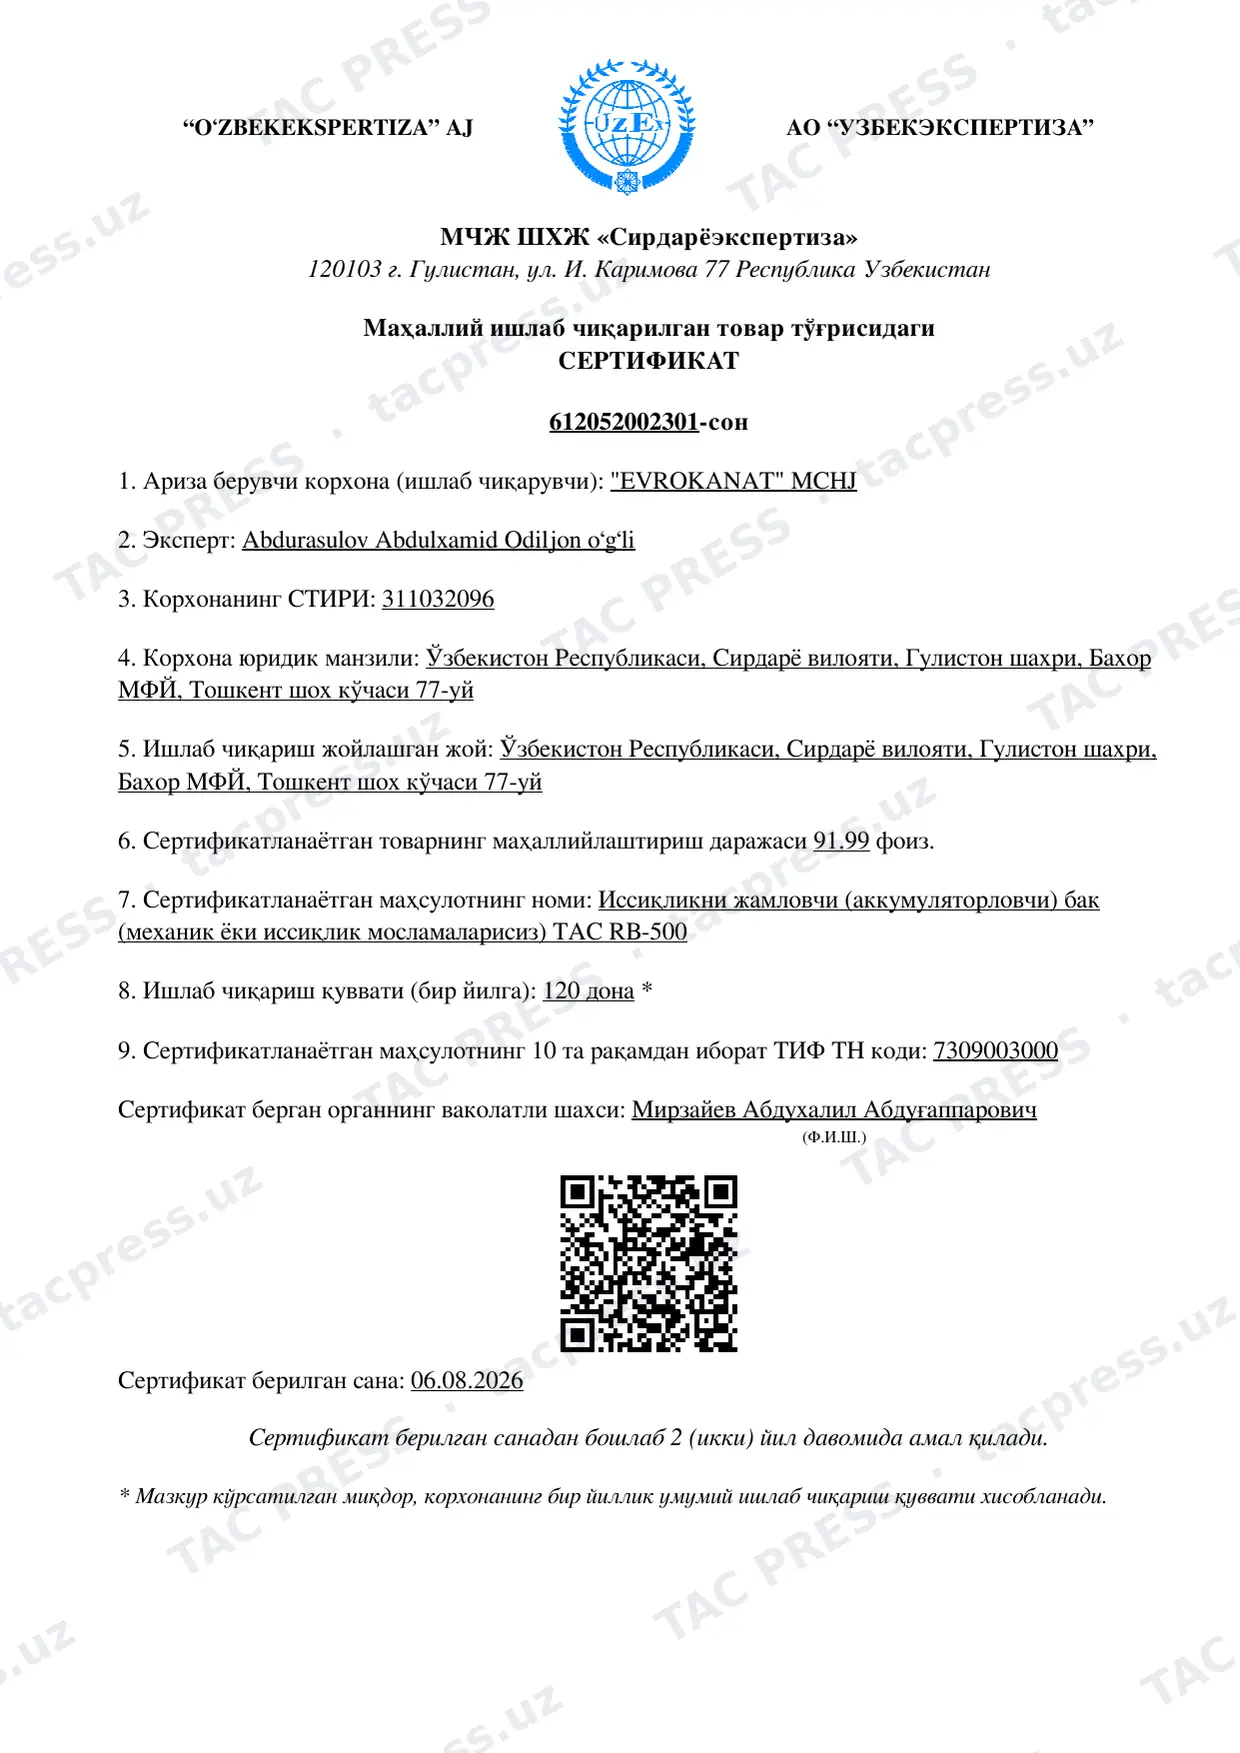 “O‘ZBEKEKSPERTIZA” AJ
UzEx
АО “УЗБЕКЭКСПЕРТИЗА”
МЧЖ ШХЖ «Сирдарёэкспертиза»
120103 г. Гулистан, ул. И. Каримова 77 Республика Узбекистан
Маҳаллий ишлаб чиқарилган товар тўғрисидаги
СЕРТИФИКАТ
612052002301-сон
1. Ариза берувчи корхона (ишлаб чиқарувчи): "EVROKANAT" MCHJ
2. Эксперт: Abdurasulov Abdulxamid Odiljon o‘g‘li
3. Корхонанинг СТИРИ: 311032096
4. Корхона юридик манзили: Ўзбекистон Республикаси, Сирдарё вилояти, Гулистон шахри, Бахор
МФЙ, Тошкент шох кўчаси 77-уй
5. Ишлаб чиқариш жойлашган жой: Ўзбекистон Республикаси, Сирдарё вилояти, Гулистон шахри,
Бахор МФЙ, Тошкент шох кўчаси 77-уй
6. Сертификатланаётган товарнинг маҳаллийлаштириш даражаси 91.99 фоиз.
7. Сертификатланаётган маҳсулотнинг номи: Иссиқликни жамловчи (аккумуляторловчи) бак
(механик ёки иссиқлик мосламаларисиз) ТАС RB-500
8. Ишлаб чиқариш қуввати (бир йилга): 120 дона *
9. Сертификатланаётган маҳсулотнинг 10 та рақамдан иборат ТИФ ТН коди: 7309003000
Сертификат берган органнинг ваколатли шахси: Мирзайев Абдухалил Абдуғаппарович
(Ф.И.Ш.)
Сертификат берилган сана: 06.08.2026
Сертификат берилган санадан бошлаб 2 (икки) йил давомида амал қилади.
* Мазкур кўрсатилган миқдор, корхонанинг бир йиллик умумий ишлаб чиқариш қуввати хисобланади.
TAC PRESS · tacpress.uz